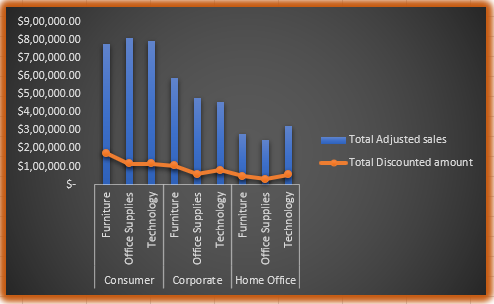 $9,00,000.00
$8,00,000.00
$7,00,000.00
$6,00,000.00
$5,00,000.00
$4,00,000.00
$3,00,000.00
$2,00,000.00
$1,00,000.00
$-
Furniture
Office Supplies
Technology
Furniture
Office Supplies
Technology
Furniture
Office Supplies
Technology
Consumer
Corporate
Home Office
Total Adjusted sales
Total Discounted amount